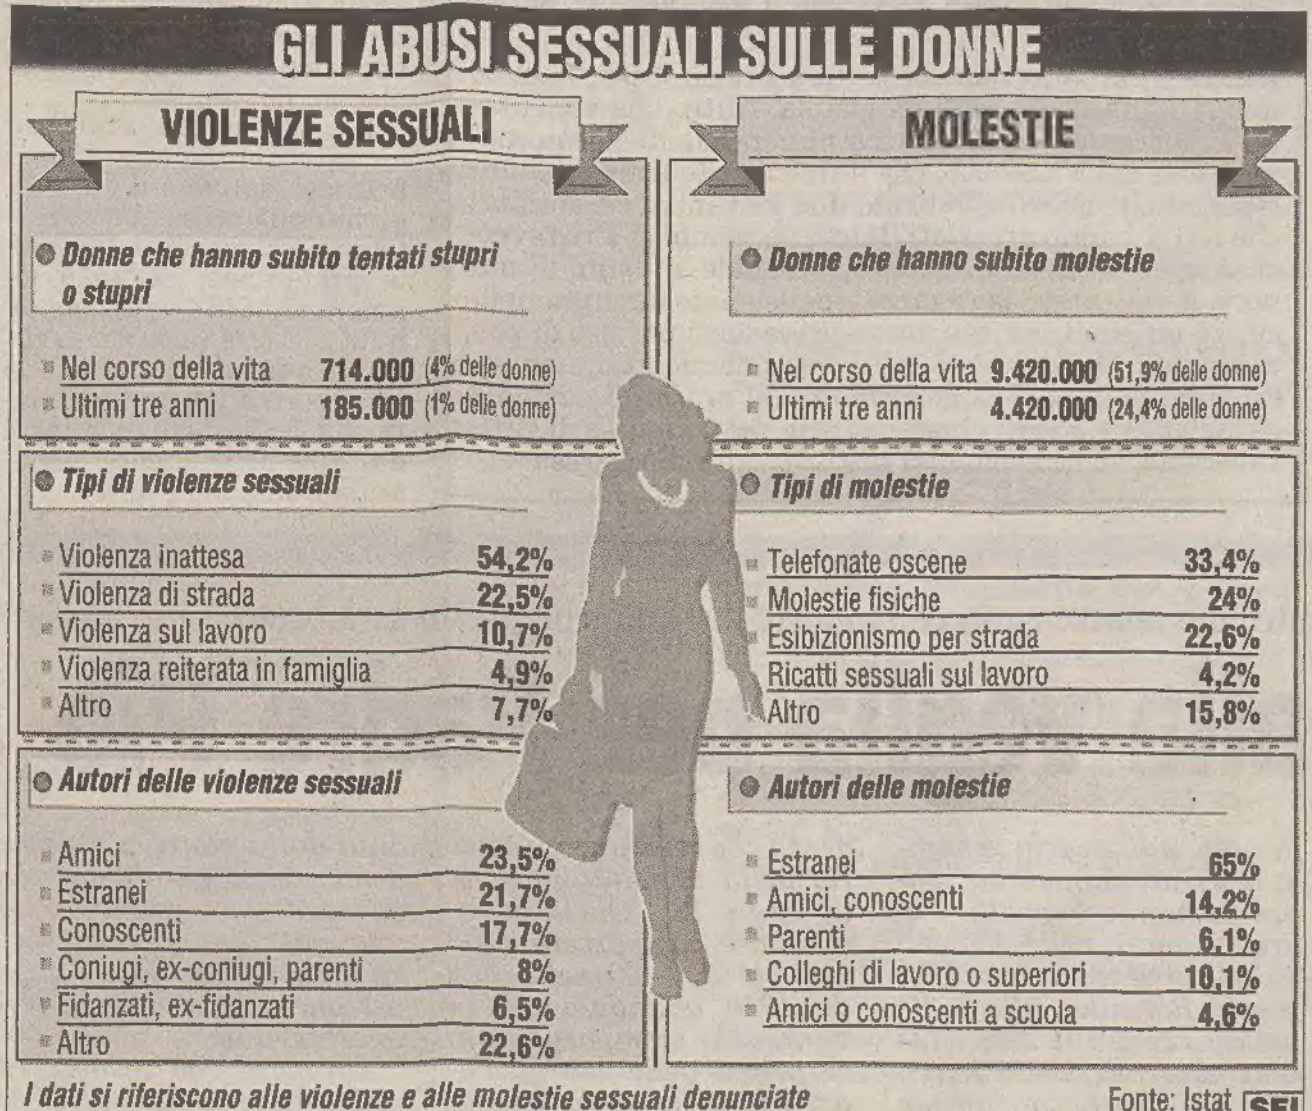 GLI ABUSI SESSUALI SULLE DONNE
VIOLENZE SESSUALI
Donne che hanno subito tentati stupri
o stupri
Nel corso della vita 714.000 (4% delle donne)
Ultimi tre anni 185.000 (1% delle donne)
Tipi di violenze sessuali
Violenza inattesa 54,2%
Violenza di strada 22,5%
Violenza sul lavoro 10,7%
Violenza reiterata in famiglia 4,9%
Altro 7,7%
Autori delle violenze sessuali
Amici 23,5%
Estranei 21,7%
Conoscenti 17,7%
Coniugi, ex-coniugi, parenti 8%
Fidanzati, ex-fidanzati 6,5%
Altro 22,6%
MOLESTIE
Donne che hanno subito molestie
Nel corso della vita 9.420.000 (51,9% delle donne)
Ultimi tre anni 4.420.000 (24,4% delle donne)
Tipi di molestie
Telefonate oscene 33,4%
Molestie fisiche 24%
Esibizionismo per strada 22,6%
Ricatti sessuali sul lavoro 4,2%
Altro 15,8%
Autori delle molestie
Estranei 65%
Amici, conoscenti 14,2%
Parenti 6,1%
Colleghi di lavoro o superiori 10,1%
Amici o conoscenti a scuola 4,6%
I dati si riferiscono alle violenze e alle molestie sessuali denunciate
Fonte: Istat